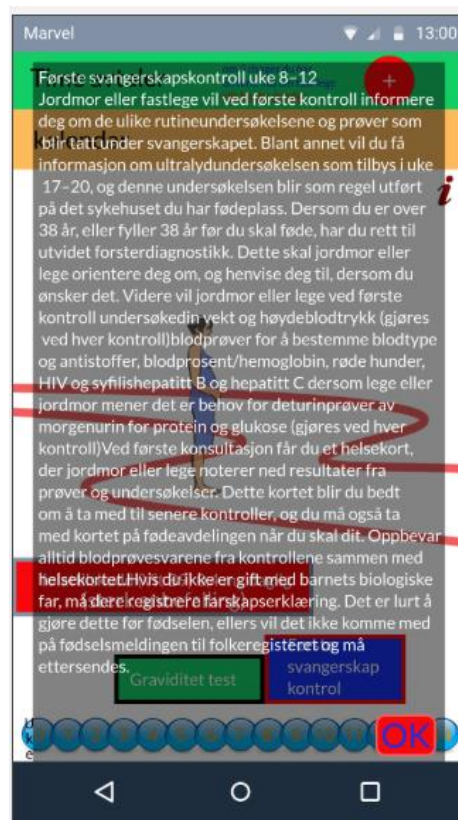 Marvel
13:00
Time avtaler
+
kalender
i
Første svangerskapskontroll uke 8–12
Jordmor eller fastlege vil ved første kontroll informere
deg om de ulike rutineundersøkelsene og prøver som
blir tatt under svangerskapet. Blant annet vil du få
informasjon om ultralydundersøkelsen som tilbys i uke
17–20, og denne undersøkelsen blir som regel utført
på det sykehuset du har fødeplass. Dersom du er over
38 år, eller fyller 38 år før du skal føde, har du rett til
utvidet forsterdiagnostikk. Dette skal jordmor eller
lege orientere deg om, og henvise deg til, dersom du
ønsker det. Videre vil jordmor eller lege ved første
kontroll undersøkedin vekt og høydeblodtrykk (gjøres
ved hver kontroll)blodprøver for å bestemme blodtype
og antistoffer, blodprosent/hemoglobin, røde hunder,
HIV og syfilishepatitt B og hepatitt C dersom lege eller
jordmor mener det er behov for deturinprøver av
morgenurin for protein og glukose (gjøres ved hver
kontroll)Ved første konsultasjon får du et helsekort,
der jordmor eller lege noterer ned resultater fra
prøver og undersøkelser. Dette kortet blir du bedt
om å ta med til senere kontroller, og du må også ta
med kortet på fødeavdelingen når du skal dit. Oppbevar
alltid blodprøvesvarene fra kontrollene sammen med
helsekortet.Hvis du ikke er gift med barnets biologiske
far, må dere registrere farskapserklæring. Det er lurt å
gjøre dette før fødselen, ellers vil det ikke komme med
på fødselsmeldingen til folkeregisteret og må
ettersendes.
Graviditet test
svangerskap
kontrol
OK